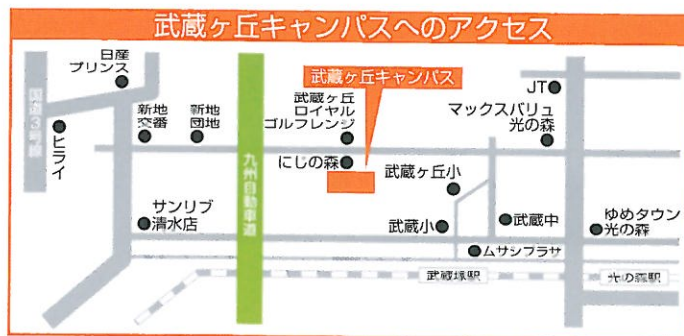 武蔵ヶ丘キャンパスへのアクセス
日産
プリンス
国道3号線
ヒライ
新地
交番
新地
団地
九州自動車道
武蔵ヶ丘
ロイヤル
ゴルフレンジ
武蔵ヶ丘キャンパス
にしの森
JT
マックスバリュ
光の森
武蔵ヶ丘小
サンリブ
清水店
武蔵小
武蔵中
ゆめタウン
光の森
ムサシプラザ
武蔵塚駅
光の森駅